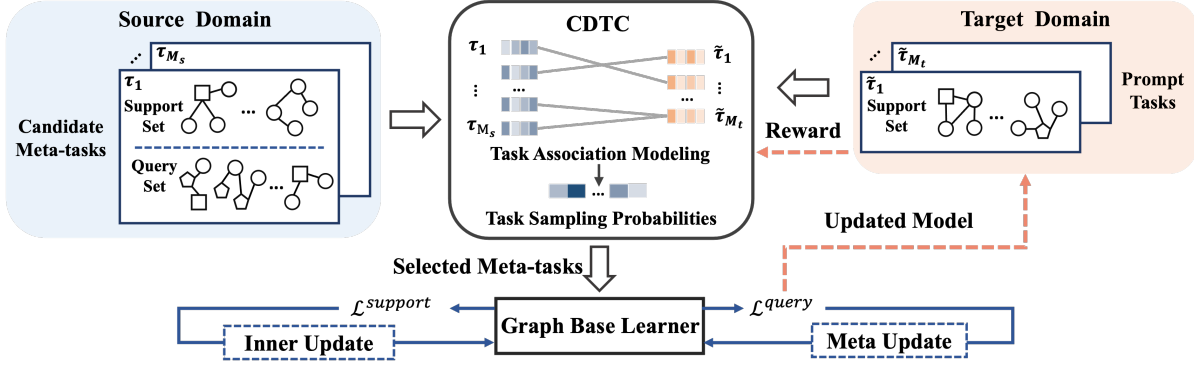 Source Domain
τ_{M_s}
...
τ_1
Support
Set
...
Candidate
Meta-tasks
Query
Set
...
CDTC
τ_1
τ̃_1
...
...
...
...
τ_{M_s}
τ̃_{M_t}
Task Association Modeling
...
Task Sampling Probabilities
Target Domain
...
τ̃_{M_t}
τ̃_1
Support
Set
...
Prompt
Tasks
Reward
Updated Model
Selected Meta-tasks
ℒ^{support}
Graph Base Learner
ℒ^{query}
Inner Update
Meta Update